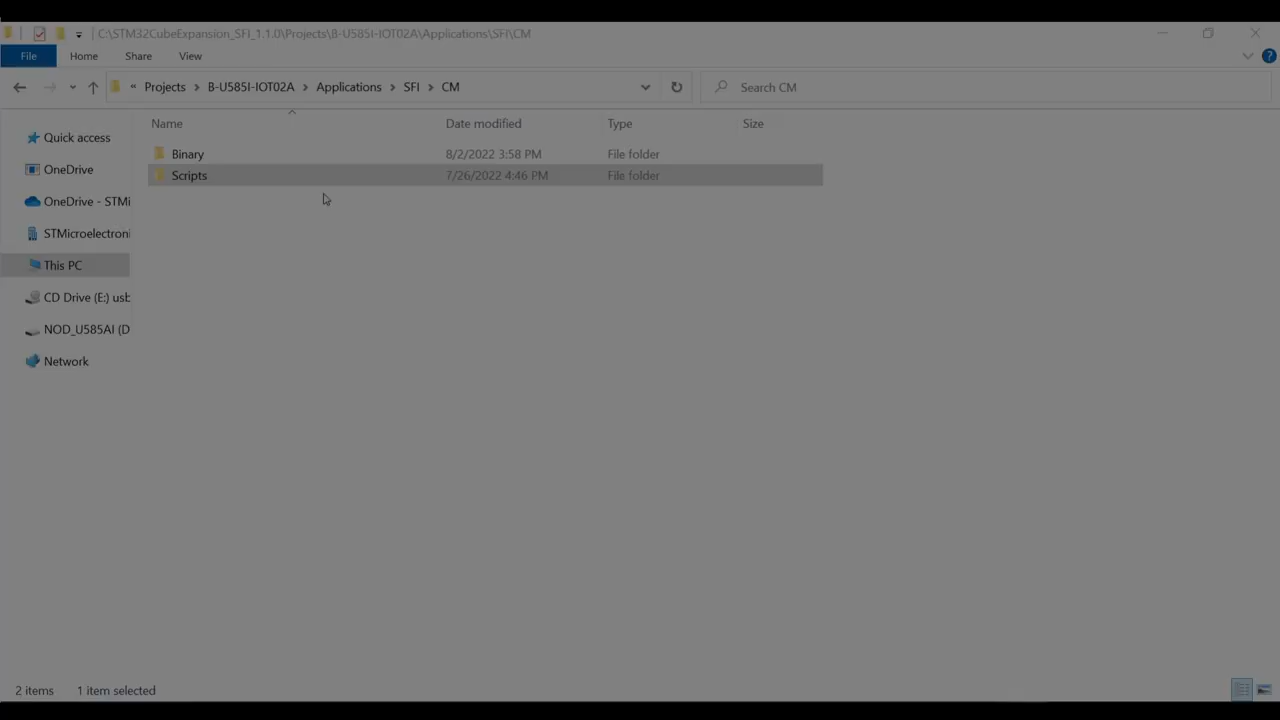 C:\STM32CubeExpansion_SFI_1.1.0\Projects\B-U585I-IOT02A\Applications\SFI\CM
File Home Share View
« Projects > B-U585I-IOT02A > Applications > SFI > CM
Search CM
Name Date modified Type Size
Binary 8/2/2022 3:58 PM File folder
Scripts 7/26/2022 4:46 PM File folder
Quick access
OneDrive
OneDrive - STMi
STMicroelectroni
This PC
CD Drive (E:) usb
NOD_U585AI (D
Network
2 items 1 item selected